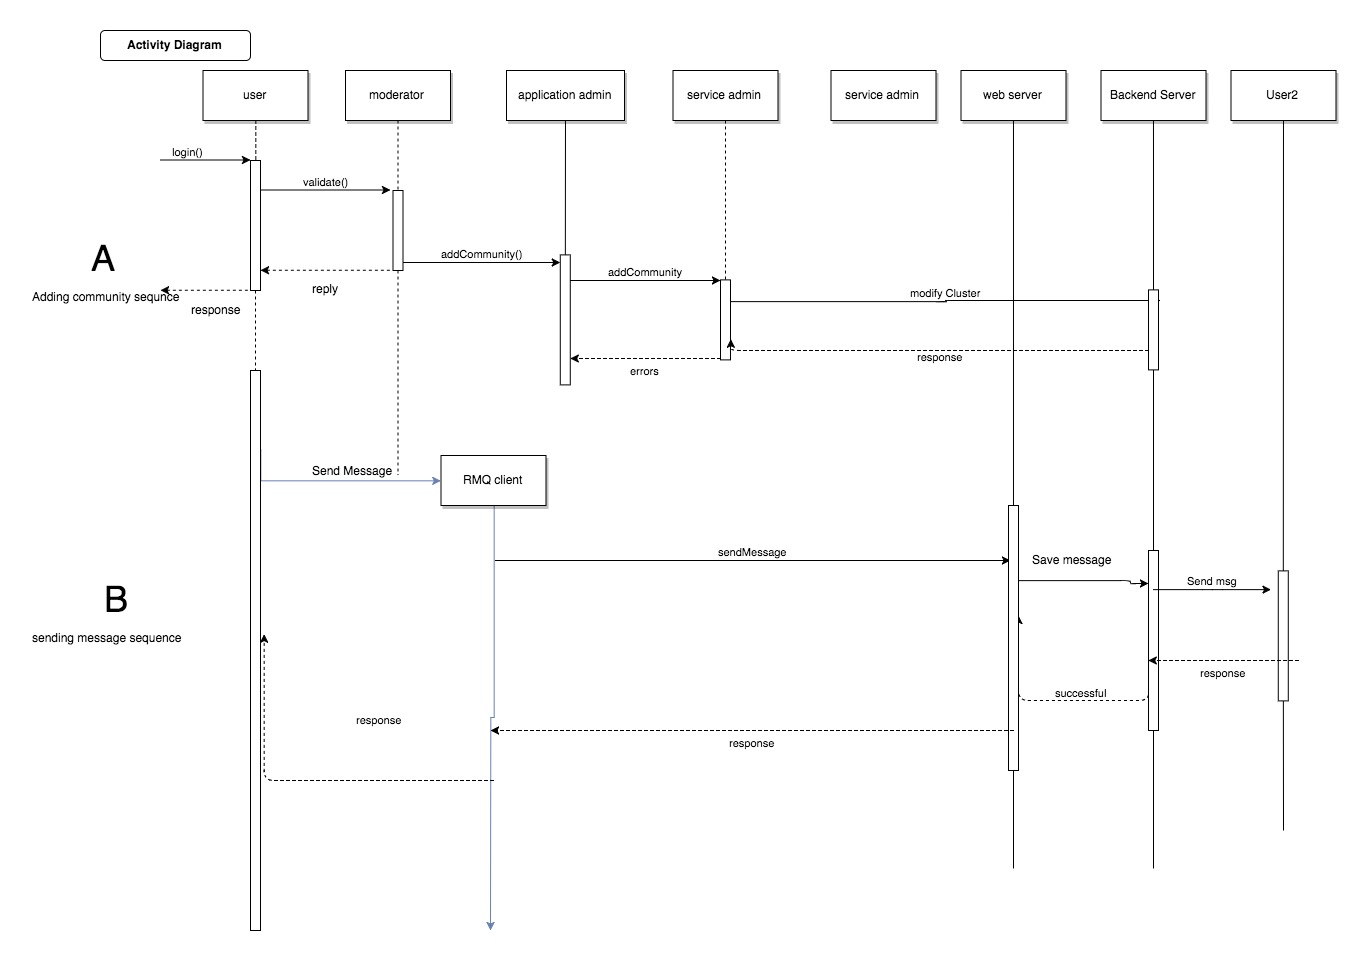 Activity Diagram
user
moderator
application admin
service admin
service admin
web server
Backend Server
User2
login()
validate()
addCommunity()
addCommunity
modify Cluster
A
Adding community sequnce
reply
response
response
errors
Send Message
RMQ client
sendMessage
Save message
Send msg
B
sending message sequence
response
successful
response
response